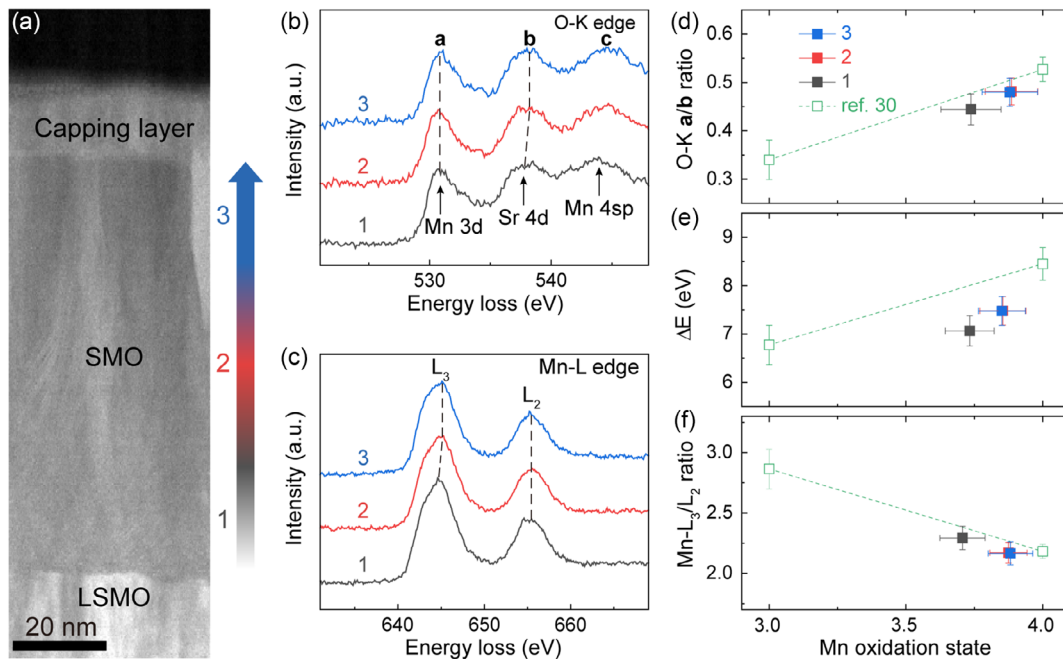 (a)
Capping layer
3
2
1
SMO
LSMO
20 nm
(b)
O-K edge
a b c
3
2
1
Mn 3d
Sr 4d
Mn 4sp
Intensity (a.u.)
530 540
Energy loss (eV)
(c)
Mn-L edge
L₃
L₂
3
2
1
Intensity (a.u.)
640 650 660
Energy loss (eV)
(d)
3
2
1
ref. 30
O-K a/b ratio
0.6
0.5
0.4
0.3
(e)
ΔE (eV)
9
8
7
6
(f)
Mn-L₃/L₂ ratio
3.0
2.5
2.0
3.0 3.5 4.0
Mn oxidation state